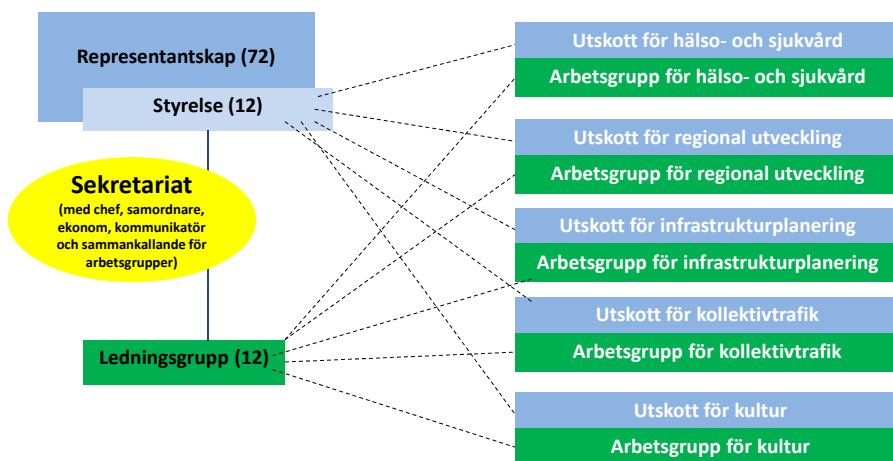 Representantskap (72)
Styrelse (12)
Sekretariat
(med chef, samordnare,
ekonom, kommunikatör
och sammankallande för
arbetsgrupper)
Ledningsgrupp (12)
Utskott för hälso- och sjukvård
Arbetsgrupp för hälso- och sjukvård
Utskott för regional utveckling
Arbetsgrupp för regional utveckling
Utskott för infrastrukturplanering
Arbetsgrupp för infrastrukturplanering
Utskott för kollektivtrafik
Arbetsgrupp för kollektivtrafik
Utskott för kultur
Arbetsgrupp för kultur